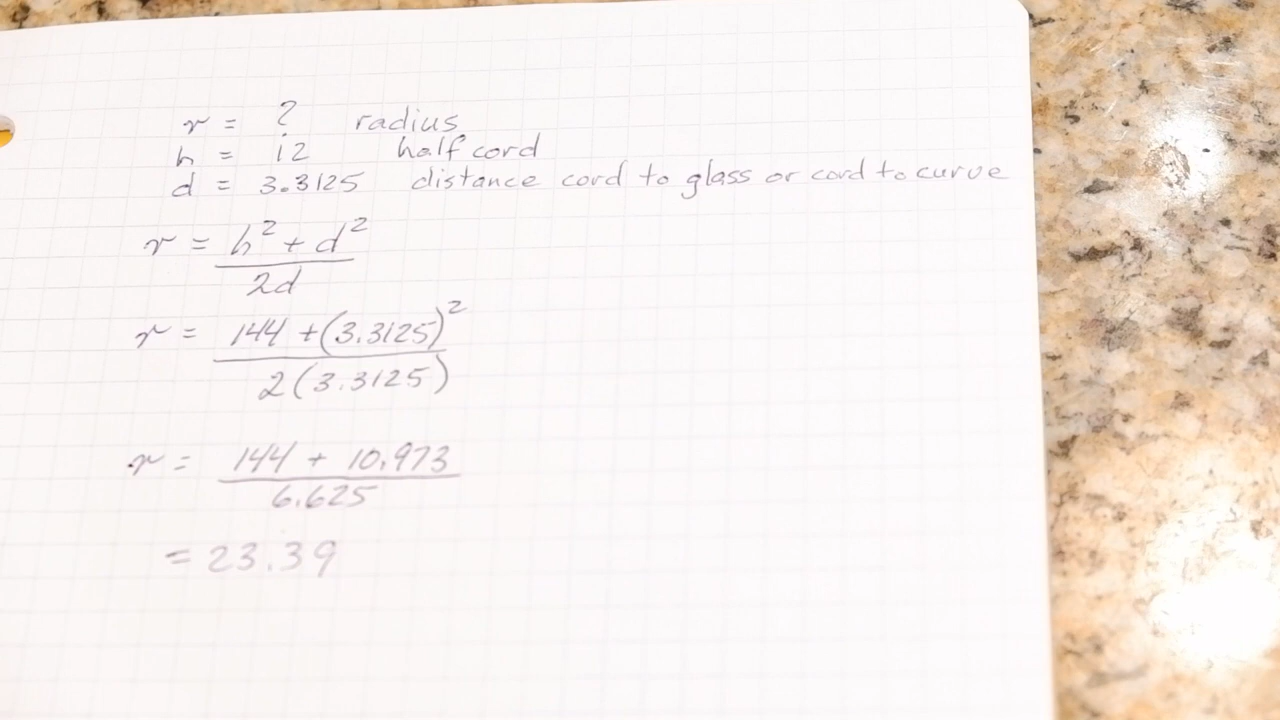 r = ? radius
h = 12 half cord
d = 3.3125 distance cord to glass or cord to curve
r = h² + d²
2d
r = 144 + (3.3125)²
2(3.3125)
r = 144 + 10.973
6.625
= 23.39